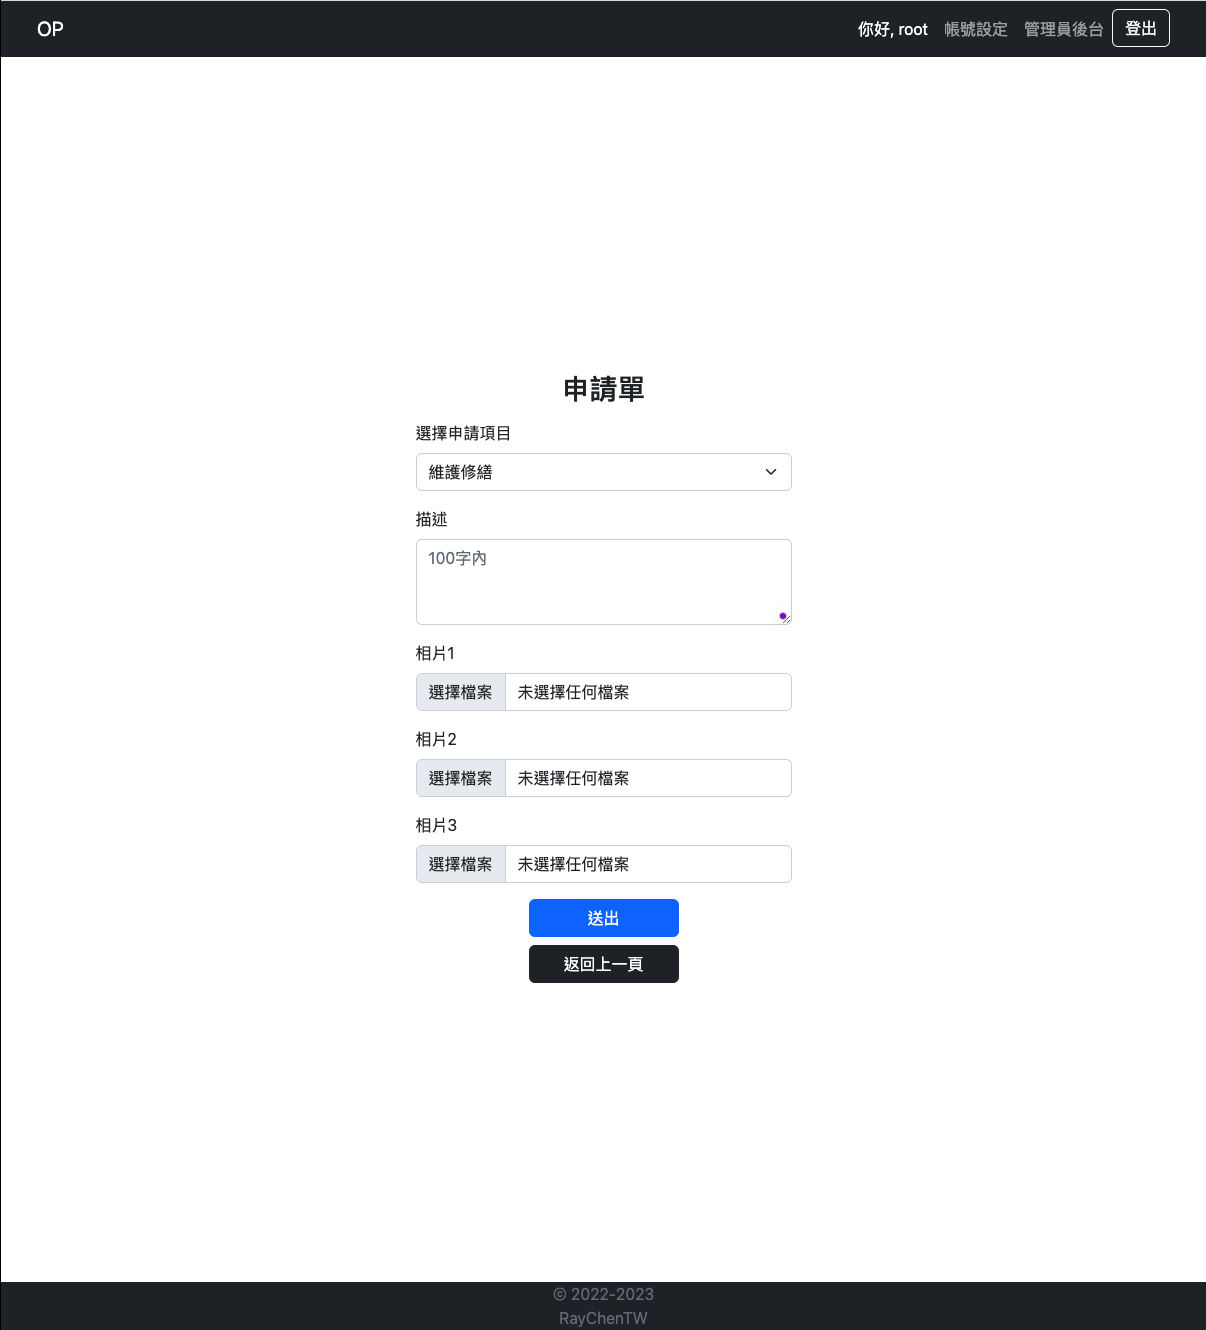 OP
你好, root
帳號設定
管理員後台
登出
申請單
選擇申請項目
維護修繕
描述
100字內
相片1
選擇檔案
未選擇任何檔案
相片2
選擇檔案
未選擇任何檔案
相片3
選擇檔案
未選擇任何檔案
送出
返回上一頁
© 2022-2023
RayChenTW